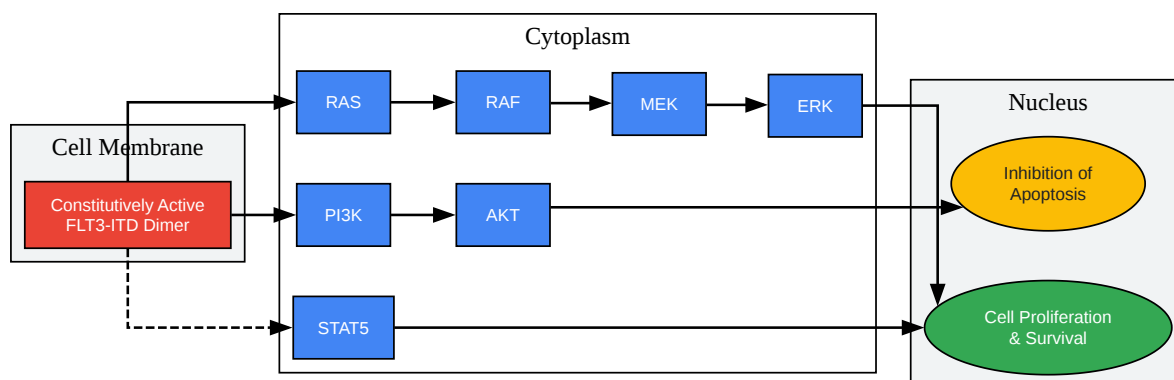 Cytoplasm
RAS
RAF
MEK
ERK
Nucleus
Cell Membrane
Constitutively Active
FLT3-ITD Dimer
PI3K
AKT
Inhibition of
Apoptosis
STAT5
Cell Proliferation
& Survival